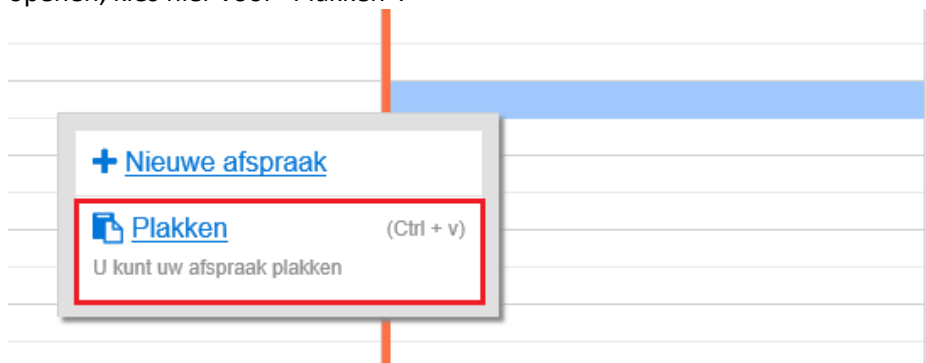 openen, kies hier voor "Plakken".
Nieuwe afspraak
Plakken (Ctrl + v)
U kunt uw afspraak plakken